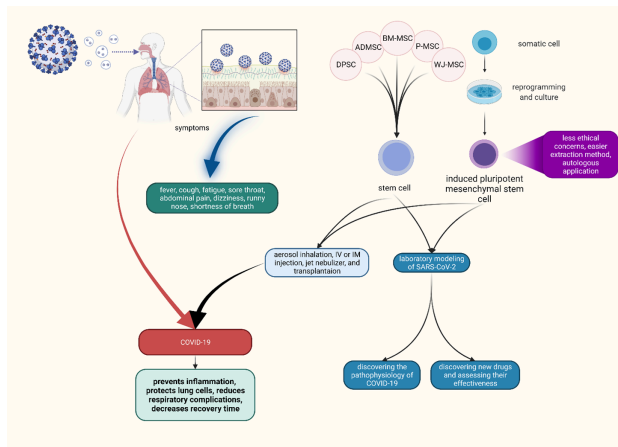 BM-MSC
ADMSC
P-MSC
DPSC
WJ-MSC
somatic cell
reprogramming
and culture
symptoms
less ethical
concerns, easier
extraction method,
autologous
application
stem cell
induced pluripotent
mesenchymal stem
cell
fever, cough, fatigue, sore throat,
abdominal pain, dizziness, runny
nose, shortness of breath
aerosol inhalation, IV or IM
injection, jet nebulizer, and
transplantaion
laboratory modeling
of SARS-CoV-2
COVID-19
discovering the
pathophysiology of
COVID-19
discovering new drugs
and assessing their
effectiveness
prevents inflammation,
protects lung cells, reduces
respiratory complications,
decreases recovery time